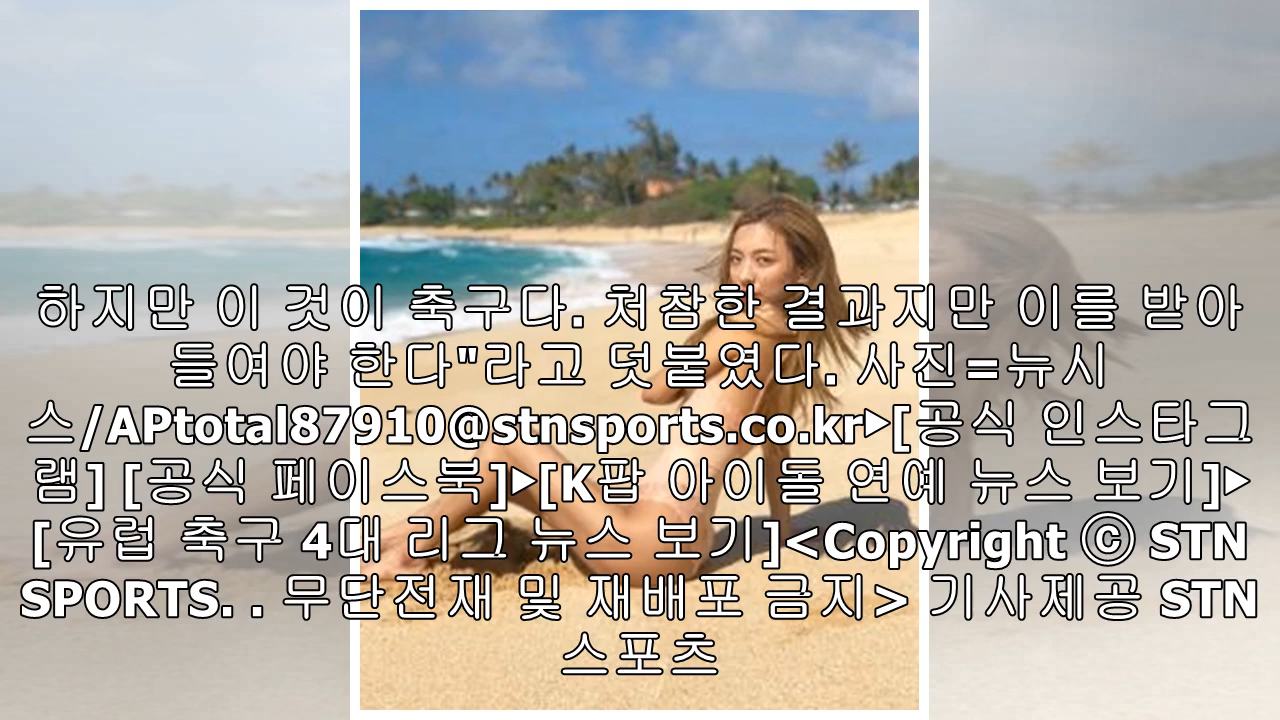 하지만 이 것이 축구다. 처참한 결과지만 이를 받아
들여야 한다"라고 덧붙였다. 사진=뉴시
스/APtotal87910@stnsports.co.kr▶[공식 인스타그
램] [공식 페이스북]▶[K팝 아이돌 연예 뉴스 보기]▶
[유럽 축구 4대 리그 뉴스 보기]<Copyright ⓒ STN
SPORTS. . 무단전재 및 재배포 금지> 기사제공 STN
스포츠